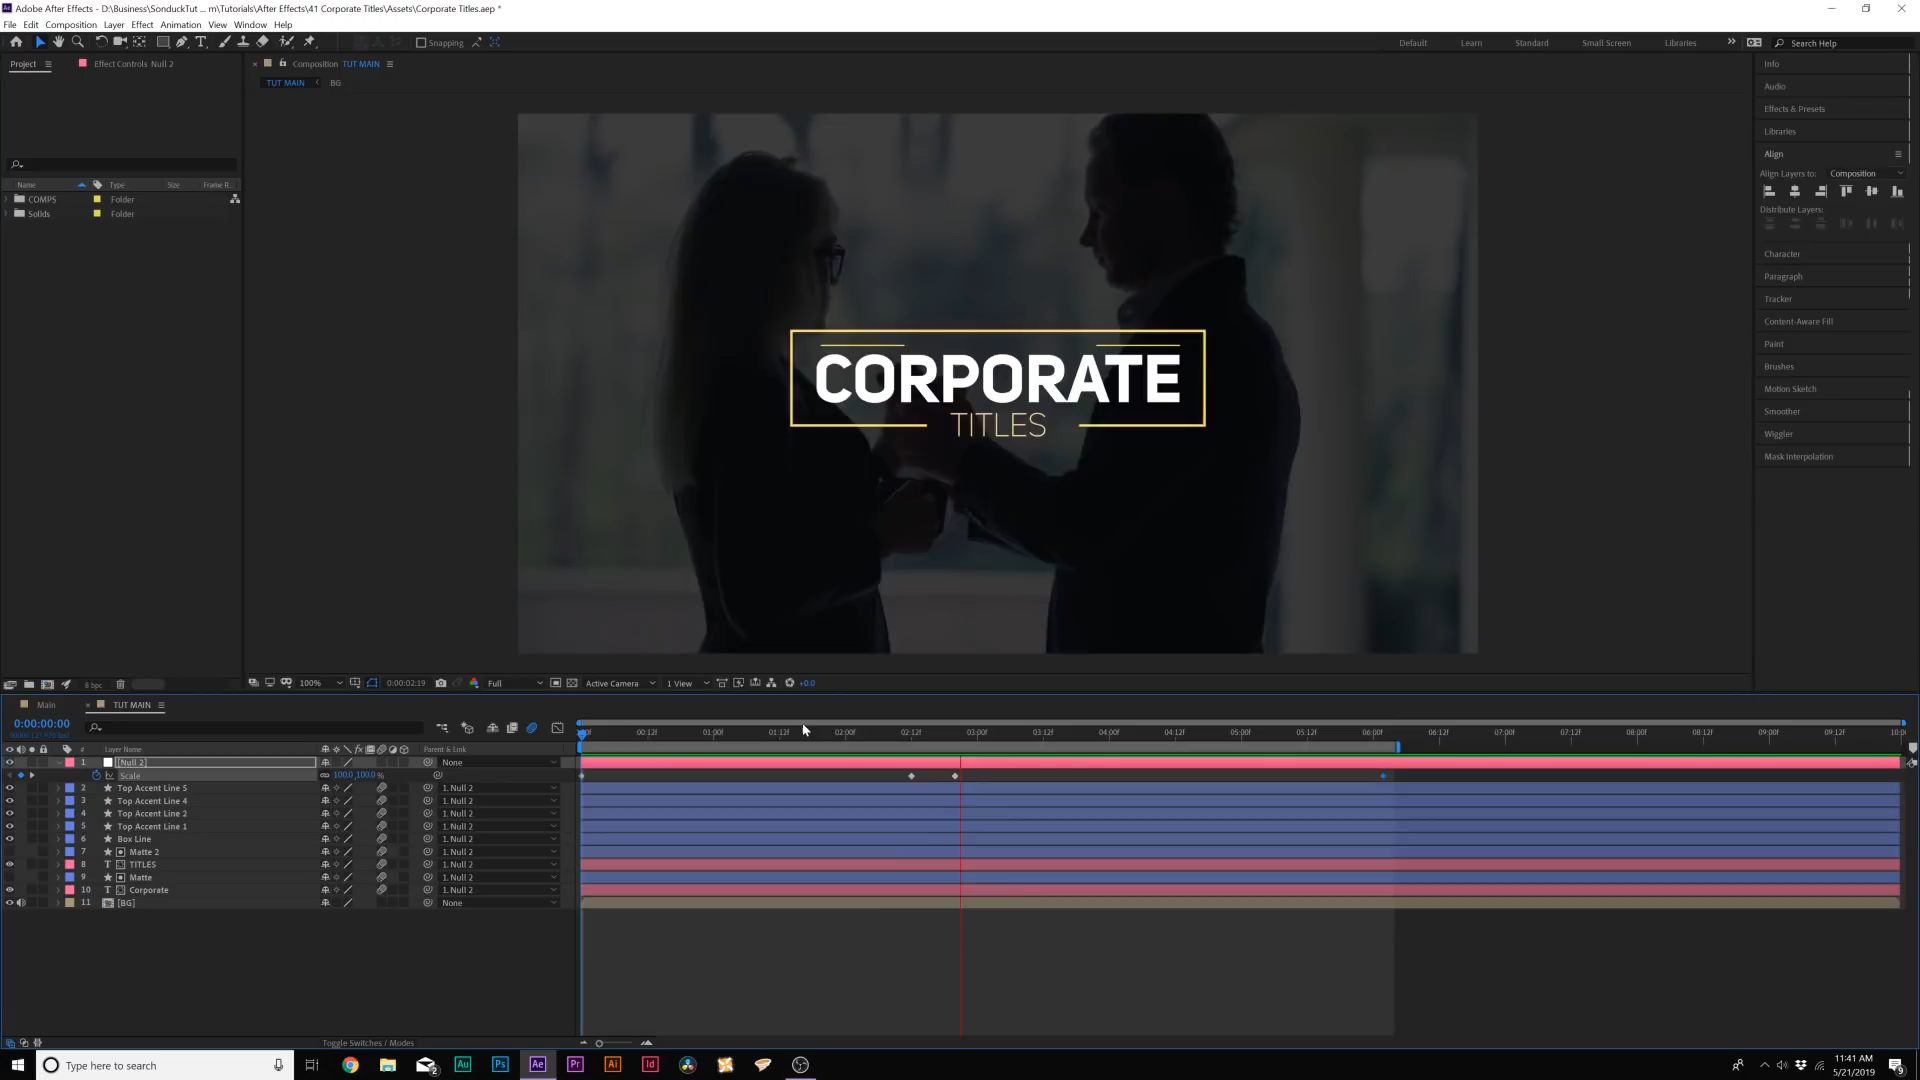 Adobe After Effects - D:\Business\SonduckTut ... m\Tutorials\After Effects\41 Corporate Titles\Assets\Corporate Titles.aep *
File Edit Composition Layer Effect Animation View Window Help
Snapping
Default Learn Standard Small Screen Libraries
Search Help
Project
Effect Controls Null 2
Composition TUT MAIN
TUT MAIN
BG
Name Type Size Frame R..
COMPS Folder
Solids Folder
8 bpc
CORPORATE
TITLES
Info
Audio
Effects & Presets
Libraries
Align
Align Layers to: Composition
Distribute Layers:
Character
Paragraph
Tracker
Content-Aware Fill
Paint
Brushes
Motion Sketch
Smoother
Wiggler
Mask Interpolation
100% 0:00:02:19 Full Active Camera 1 View +0.0
Main TUT MAIN
0:00:00:00
00:12f 01:00f 01:12f 02:00f 02:12f 03:00f 03:12f 04:00f 04:12f 05:00f 05:12f 06:00f 06:12f 07:00f 07:12f 08:00f 08:12f 09:00f 09:12f 10:0
# Layer Name Parent & Link
1 [Null 2] None
Scale 100.0,100.0 %
2 Top Accent Line 5 1. Null 2
3 Top Accent Line 4 1. Null 2
4 Top Accent Line 2 1. Null 2
5 Top Accent Line 1 1. Null 2
6 Box Line 1. Null 2
7 Matte 2 1. Null 2
8 TITLES 1. Null 2
9 Matte 1. Null 2
10 Corporate 1. Null 2
11 [BG] None
Toggle Switches / Modes
Type here to search
11:41 AM
5/21/2019